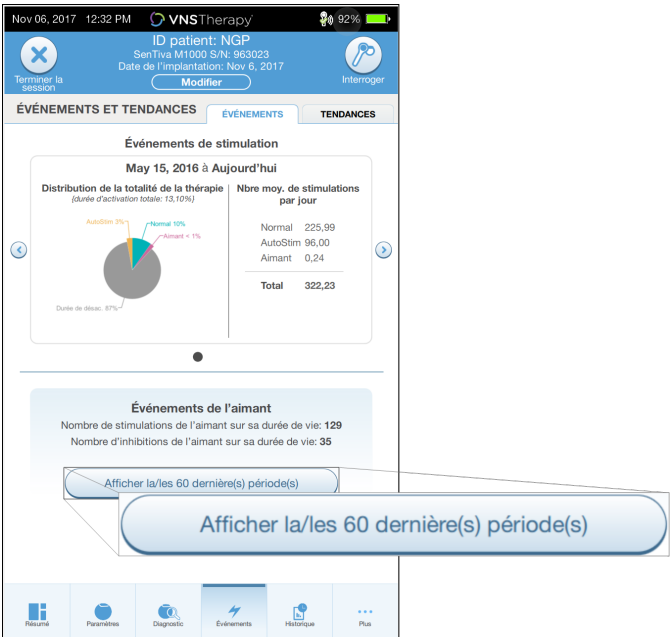 Nov 06, 2017 12:32 PM VNSTherapy 92%
ID patient: NGP
SenTiva M1000 S/N: 963023
Date de l'implantation: Nov 6, 2017
Modifier
Terminer la
session
Interroger
ÉVÉNEMENTS ET TENDANCES
ÉVÉNEMENTS
TENDANCES
Événements de stimulation
May 15, 2016 à Aujourd'hui
Distribution de la totalité de la thérapie
(durée d'activation totale: 13,10%)
AutoStim 3%
Normal 10%
Aimant < 1%
Durée de désac. 87%
Nbre moy. de stimulations
par jour
Normal 225,99
AutoStim 96,00
Aimant 0,24
Total 322,23
Événements de l'aimant
Nombre de stimulations de l'aimant sur sa durée de vie: 129
Nombre d'inhibitions de l'aimant sur sa durée de vie: 35
Afficher la/les 60 dernière(s) période(s)
Afficher la/les 60 dernière(s) période(s)
Résumé
Paramètres
Diagnostic
Événements
Historique
Plus